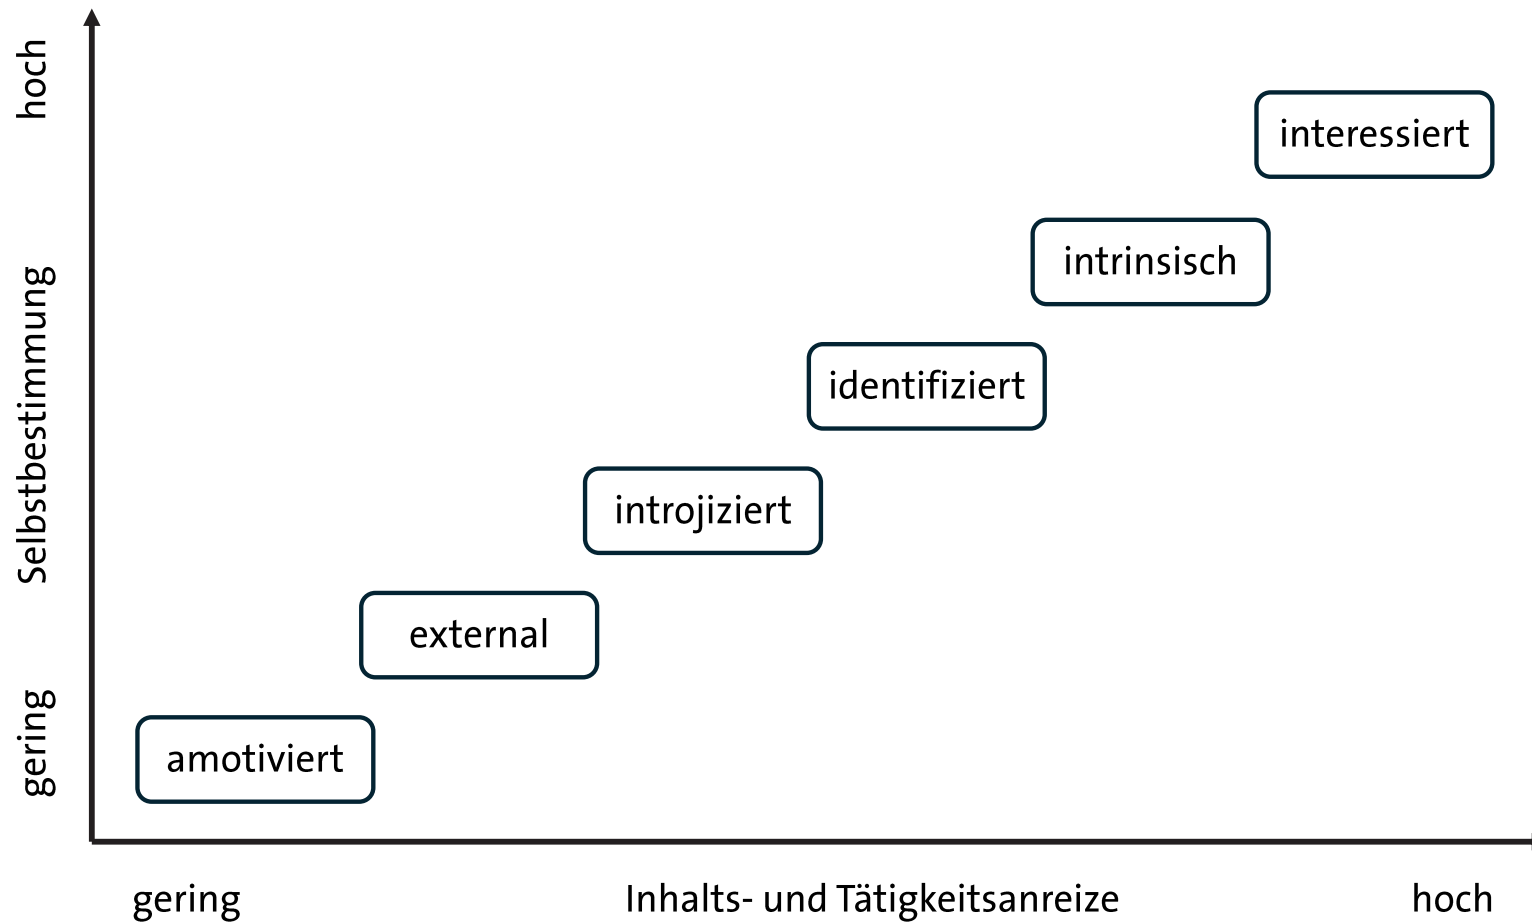 hoch
Selbstbestimmung
gering
interessiert
intrinsisch
identifiziert
introjiziert
external
amotiviert
gering
Inhalts- und Tätigkeitsanreize
hoch